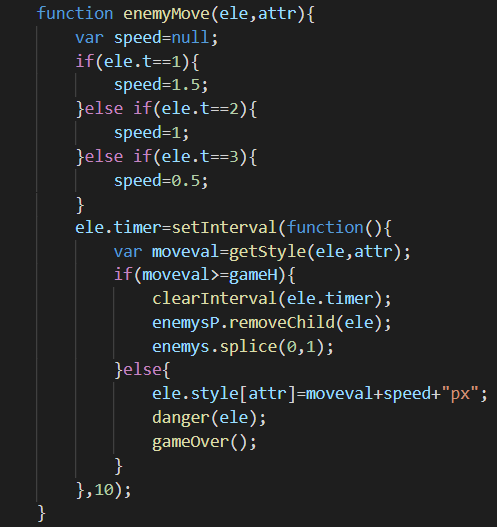 function enemyMove(ele,attr){
    var speed=null;
    if(ele.t==1){
        speed=1.5;
    }else if(ele.t==2){
        speed=1;
    }else if(ele.t==3){
        speed=0.5;
    }
    ele.timer=setInterval(function(){
        var moveval=getStyle(ele,attr);
        if(moveval>=gameH){
            clearInterval(ele.timer);
            enemysP.removeChild(ele);
            enemys.splice(0,1);
        }else{
            ele.style[attr]=moveval+speed+"px";
            danger(ele);
            gameOver();
        }
    },10);
}